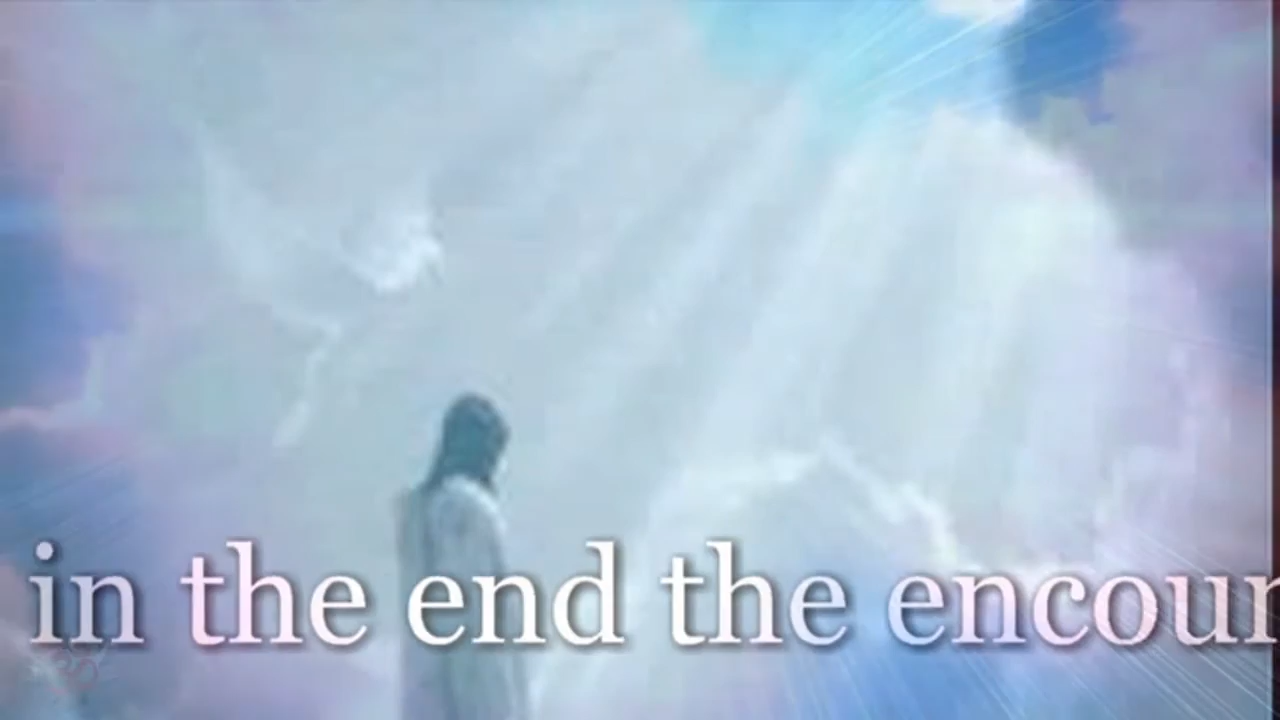 in the end the encour